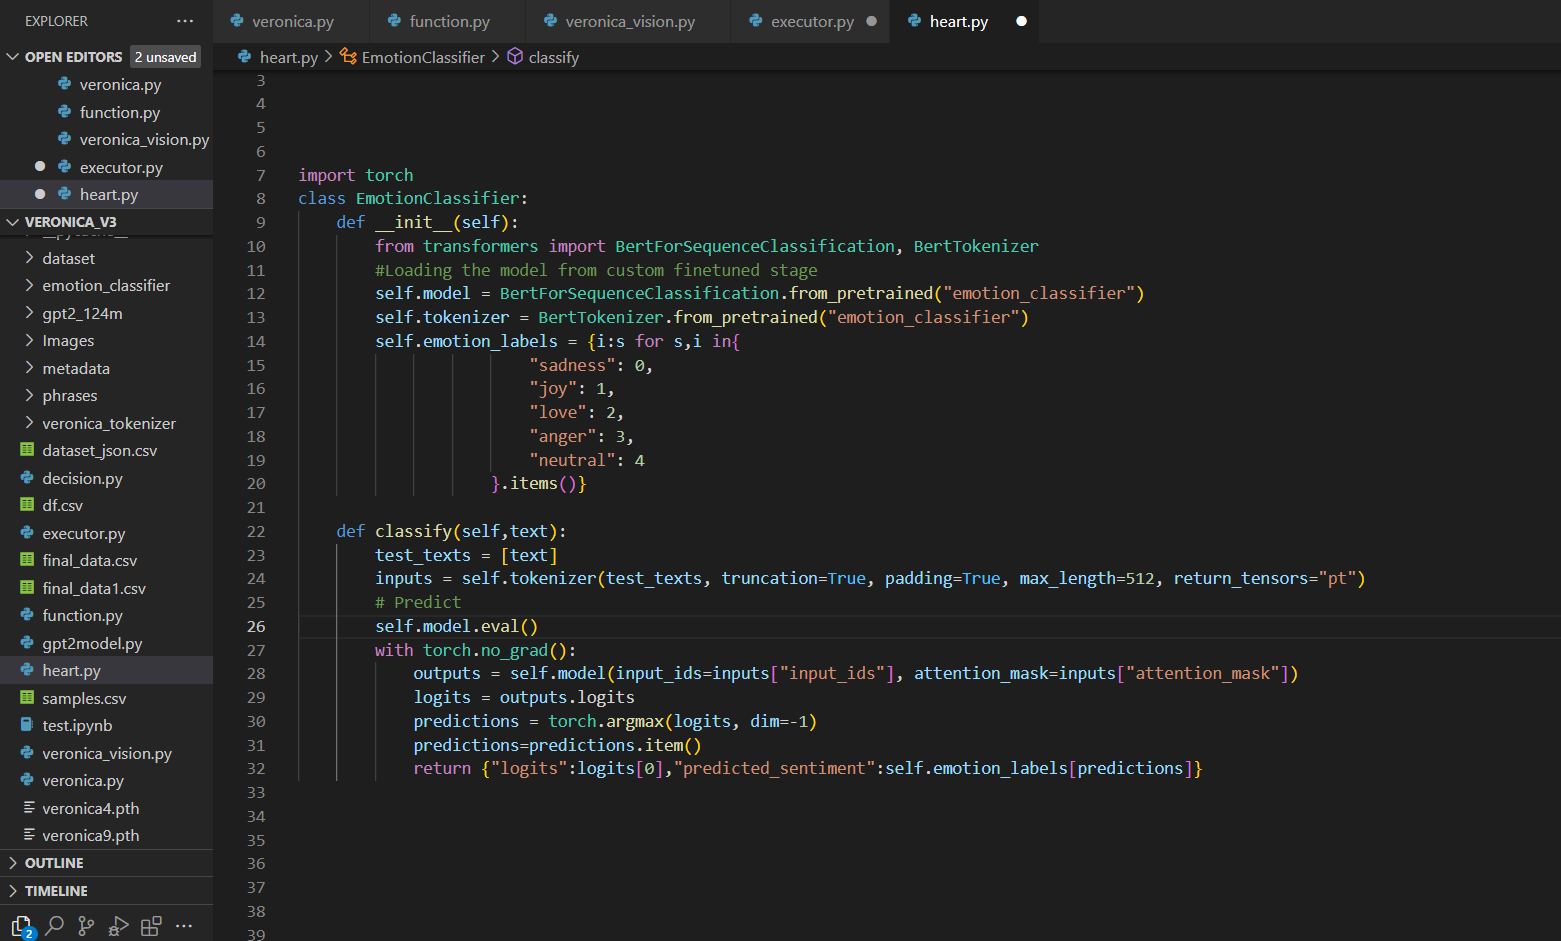 EXPLORER
OPEN EDITORS 2 unsaved
veronica.py
function.py
veronica_vision.py
executor.py
heart.py
VERONICA_V3
dataset
emotion_classifier
gpt2_124m
Images
metadata
phrases
veronica_tokenizer
dataset_json.csv
decision.py
df.csv
executor.py
final_data.csv
final_data1.csv
function.py
gpt2model.py
heart.py
samples.csv
test.ipynb
veronica_vision.py
veronica.py
veronica4.pth
veronica9.pth
OUTLINE
TIMELINE
2
veronica.py function.py veronica_vision.py executor.py heart.py
heart.py > EmotionClassifier > classify
3
4
5
6
7 import torch
8 class EmotionClassifier:
9 def __init__(self):
10 from transformers import BertForSequenceClassification, BertTokenizer
11 #Loading the model from custom finetuned stage
12 self.model = BertForSequenceClassification.from_pretrained("emotion_classifier")
13 self.tokenizer = BertTokenizer.from_pretrained("emotion_classifier")
14 self.emotion_labels = {i:s for s,i in{
15 "sadness": 0,
16 "joy": 1,
17 "love": 2,
18 "anger": 3,
19 "neutral": 4
20 }.items()}
21
22 def classify(self,text):
23 test_texts = [text]
24 inputs = self.tokenizer(test_texts, truncation=True, padding=True, max_length=512, return_tensors="pt")
25 # Predict
26 self.model.eval()
27 with torch.no_grad():
28 outputs = self.model(input_ids=inputs["input_ids"], attention_mask=inputs["attention_mask"])
29 logits = outputs.logits
30 predictions = torch.argmax(logits, dim=-1)
31 predictions=predictions.item()
32 return {"logits":logits[0],"predicted_sentiment":self.emotion_labels[predictions]}
33
34
35
36
37
38
39